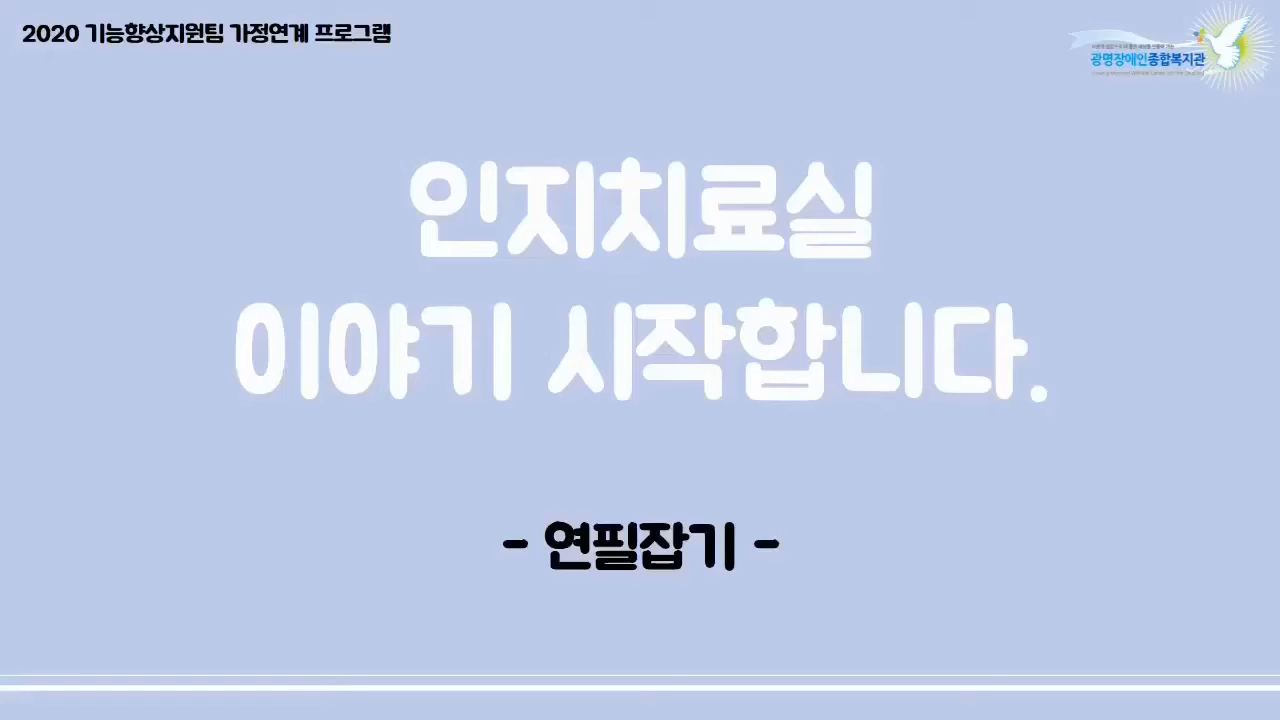 2020 기능향상지원팀 가정연계 프로그램
광명장애인종합복지관
인지치료실
이야기 시작합니다.
- 연필잡기 -